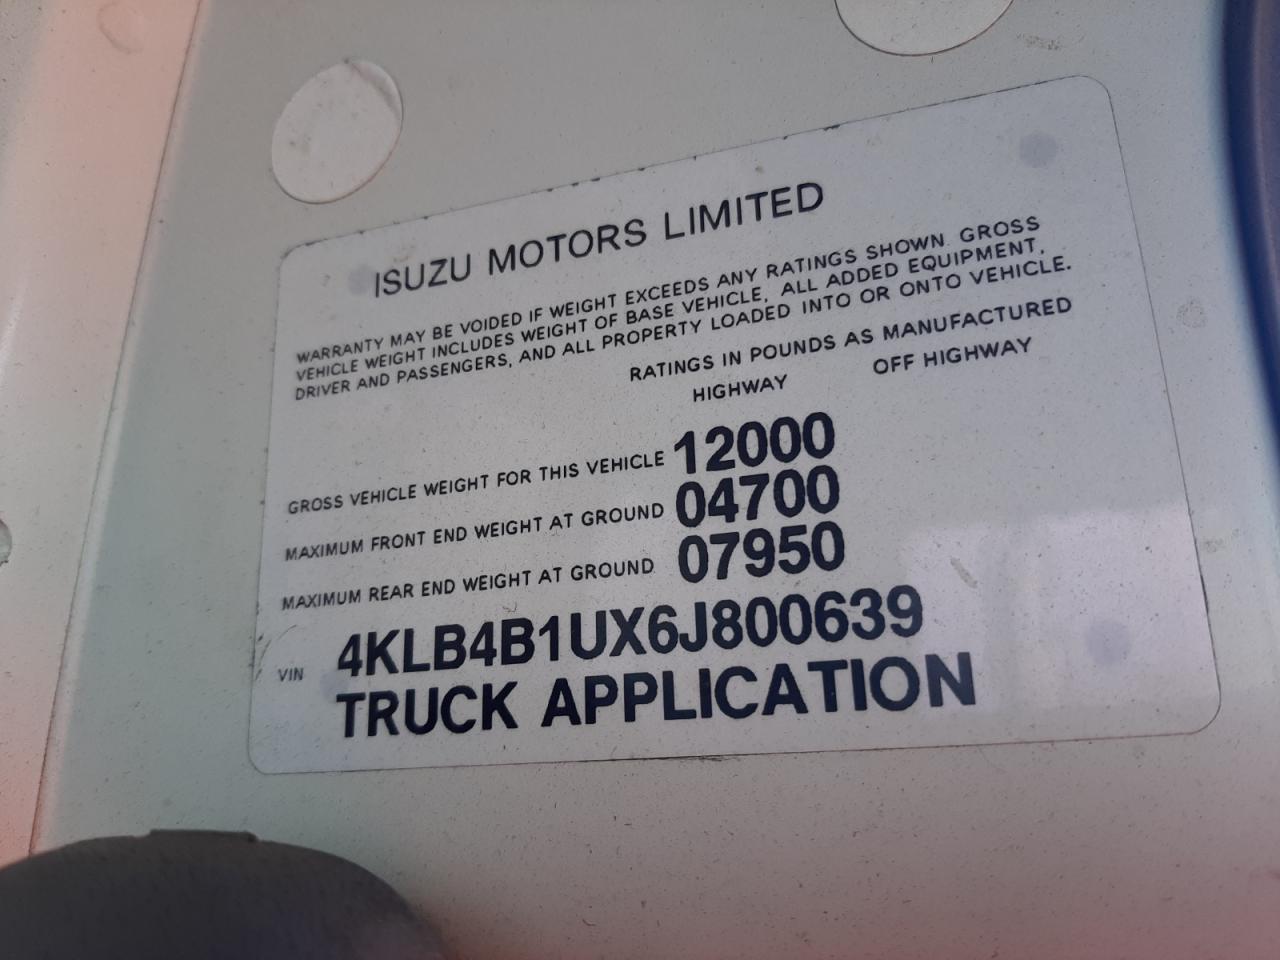 ISUZU MOTORS LIMITED
WARRANTY MAY BE VOIDED IF WEIGHT EXCEEDS ANY RATINGS SHOWN. GROSS
VEHICLE WEIGHT INCLUDES WEIGHT OF BASE VEHICLE, ALL ADDED EQUIPMENT,
DRIVER AND PASSENGERS, AND ALL PROPERTY LOADED INTO OR ONTO VEHICLE.
RATINGS IN POUNDS AS MANUFACTURED
HIGHWAY OFF HIGHWAY
GROSS VEHICLE WEIGHT FOR THIS VEHICLE 12000
MAXIMUM FRONT END WEIGHT AT GROUND 04700
MAXIMUM REAR END WEIGHT AT GROUND 07950
VIN 4KLB4B1UX6J800639
TRUCK APPLICATION